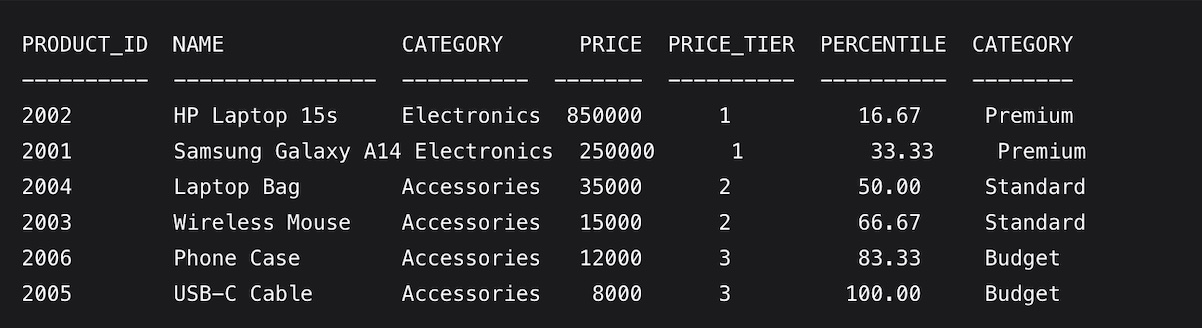 PRODUCT_ID  NAME              CATEGORY      PRICE  PRICE_TIER  PERCENTILE  CATEGORY
----------  ----------------  ----------  -------  ----------  ----------  --------
2002        HP Laptop 15s     Electronics  850000      1          16.67     Premium
2001        Samsung Galaxy A14 Electronics  250000      1          33.33     Premium
2004        Laptop Bag        Accessories   35000      2          50.00     Standard
2003        Wireless Mouse    Accessories   15000      2          66.67     Standard
2006        Phone Case        Accessories   12000      3          83.33     Budget
2005        USB-C Cable       Accessories    8000      3         100.00     Budget